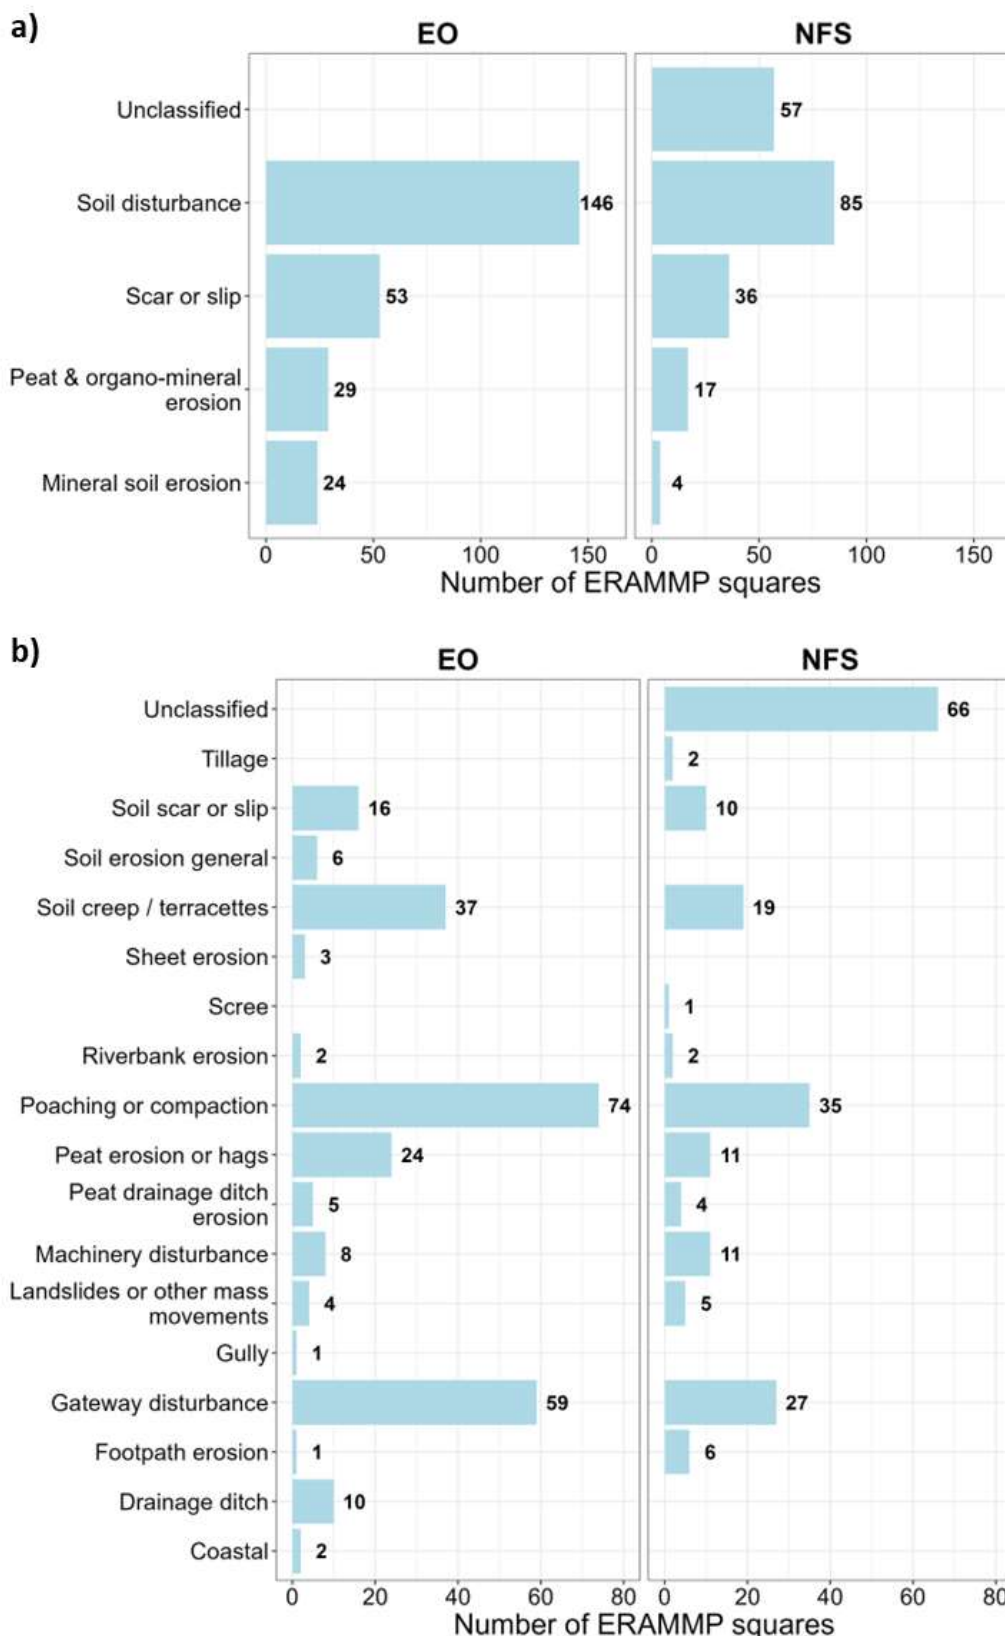 a)
EO NFS
Unclassified 57
Soil disturbance 146 85
Scar or slip 53 36
Peat & organo-mineral
erosion 29 17
Mineral soil erosion 24 4
0 50 100 150 0 50 100 150
Number of ERAMMP squares
b)
EO NFS
Unclassified 66
Tillage 2
Soil scar or slip 16 10
Soil erosion general 6
Soil creep / terracettes 37 19
Sheet erosion 3
Scree 1
Riverbank erosion 2 2
Poaching or compaction 74 35
Peat erosion or hags 24 11
Peat drainage ditch
erosion 5 4
Machinery disturbance 8 11
Landslides or other mass
movements 4 5
Gully 1
Gateway disturbance 59 27
Footpath erosion 1 6
Drainage ditch 10
Coastal 2
0 20 40 60 80 0 20 40 60 80
Number of ERAMMP squares